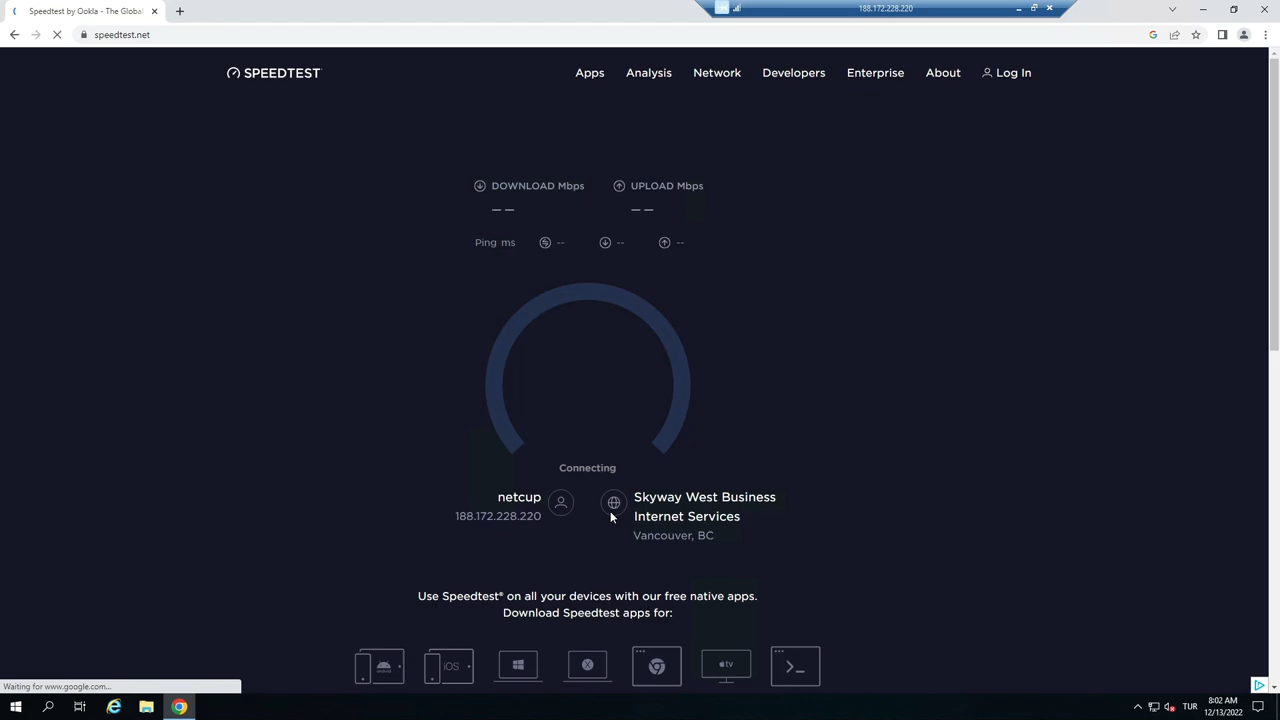 Speedtest by Ookla - The Global
188.172.228.220
speedtest.net
SPEEDTEST
Apps
Analysis
Network
Developers
Enterprise
About
Log In
DOWNLOAD Mbps
UPLOAD Mbps
— —
— —
Ping ms
--
--
--
Connecting
netcup
188.172.228.220
Skyway West Business
Internet Services
Vancouver, BC
Use Speedtest® on all your devices with our free native apps.
Download Speedtest apps for:
android
iOS
X
tv
Waiting for www.google.com...
TUR
8:02 AM
12/13/2022